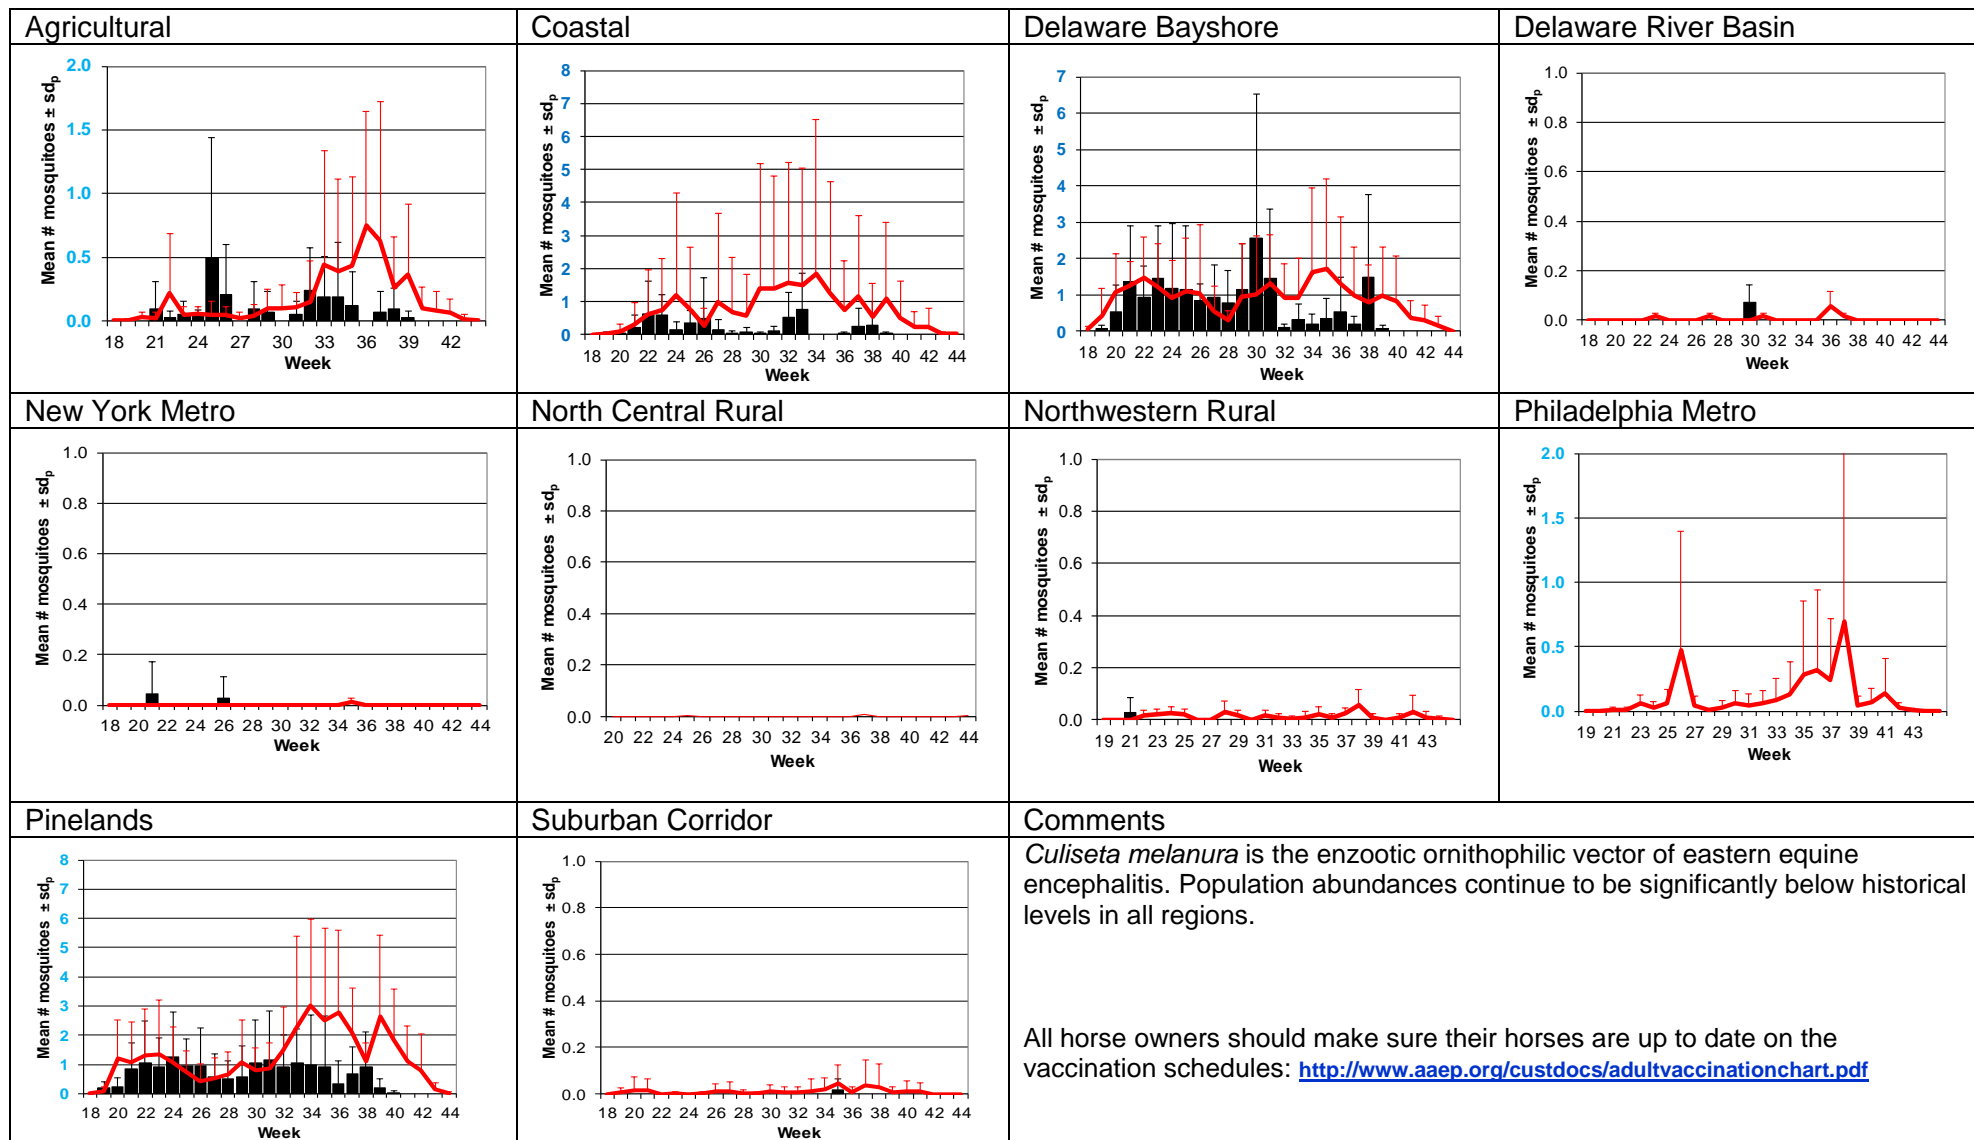 Agricultural
Coastal
Delaware Bayshore
Delaware River Basin
Mean # mosquitoes ± sdp
2.0
1.5
1.0
0.5
0.0
18 21 24 27 30 33 36 39 42
Week
Mean # mosquitoes ± sdp
8
7
6
5
4
3
2
1
0
18 20 22 24 26 28 30 32 34 36 38 40 42 44
Week
Mean # mosquitoes ± sdp
7
6
5
4
3
2
1
0
18 20 22 24 26 28 30 32 34 36 38 40 42 44
Week
Mean # mosquitoes ± sdp
1.0
0.8
0.6
0.4
0.2
0.0
18 20 22 24 26 28 30 32 34 36 38 40 42 44
Week
New York Metro
North Central Rural
Northwestern Rural
Philadelphia Metro
Mean # mosquitoes ± sdp
1.0
0.8
0.6
0.4
0.2
0.0
18 20 22 24 26 28 30 32 34 36 38 40 42 44
Week
Mean # mosquitoes ± sdp
1.0
0.8
0.6
0.4
0.2
0.0
20 22 24 26 28 30 32 34 36 38 40 42 44
Week
Mean # mosquitoes ± sdp
1.0
0.8
0.6
0.4
0.2
0.0
19 21 23 25 27 29 31 33 35 37 39 41 43
Week
Mean # mosquitoes ± sdp
2.0
1.5
1.0
0.5
0.0
19 21 23 25 27 29 31 33 35 37 39 41 43
Week
Pinelands
Suburban Corridor
Comments
Mean # mosquitoes ± sdp
8
7
6
5
4
3
2
1
0
18 20 22 24 26 28 30 32 34 36 38 40 42 44
Week
Mean # mosquitoes ± sdp
1.0
0.8
0.6
0.4
0.2
0.0
18 20 22 24 26 28 30 32 34 36 38 40 42 44
Week
Culiseta melanura is the enzootic ornithophilic vector of eastern equine
encephalitis. Population abundances continue to be significantly below historical
levels in all regions.
All horse owners should make sure their horses are up to date on the
vaccination schedules: http://www.aaep.org/custdocs/adultvaccinationchart.pdf